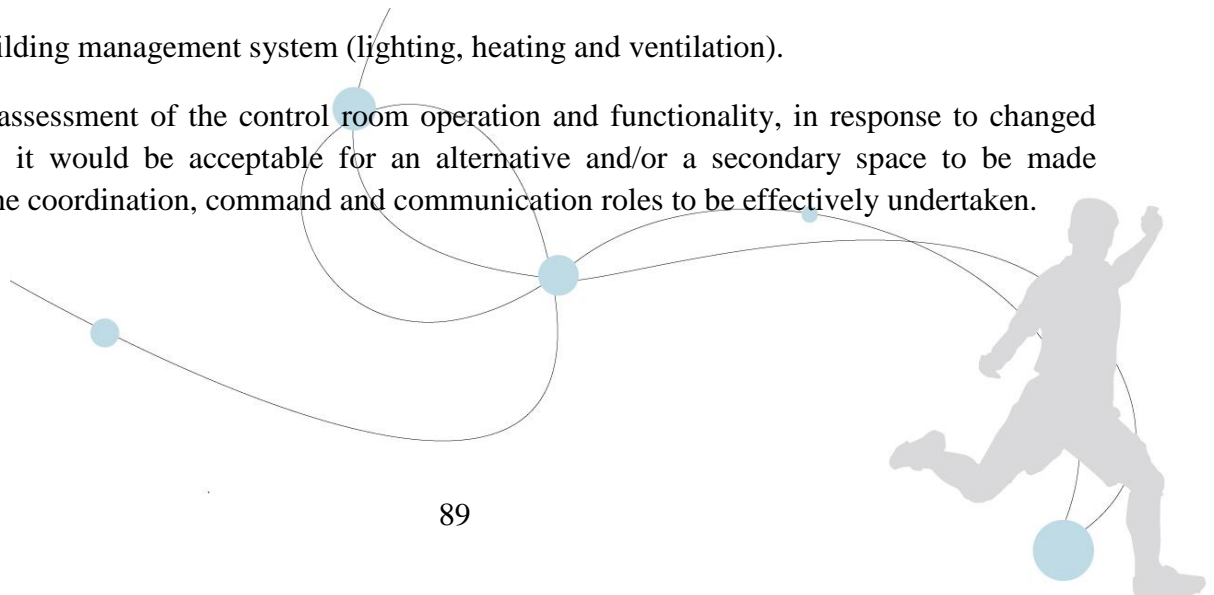 ilding management system (lighting, heating and ventilation).
assessment of the control room operation and functionality, in response to changed
it would be acceptable for an alternative and/or a secondary space to be made
ne coordination, command and communication roles to be effectively undertaken.
89